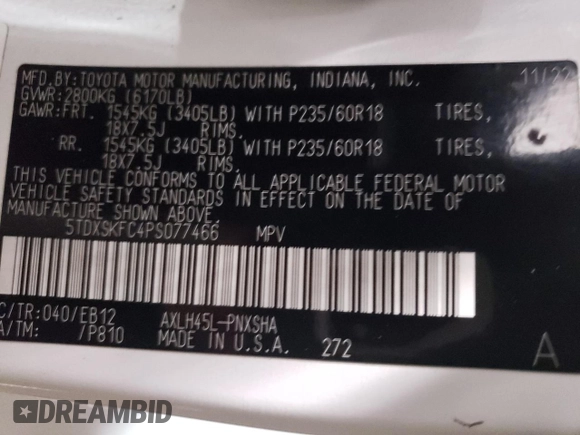 MFD.BY:TOYOTA MOTOR MANUFACTURING, INDIANA, INC. 11/22
GVWR:2800KG (6170LB)
GAWR:FRT. 1545KG (3405LB) WITH P235/60R18 TIRES,
18X7.5J RIMS.
RR. 1545KG (3405LB) WITH P235/60R18 TIRES,
18X7.5J RIMS.
THIS VEHICLE CONFORMS TO ALL APPLICABLE FEDERAL MOTOR
VEHICLE SAFETY STANDARDS IN EFFECT ON THE DATE OF
MANUFACTURE SHOWN ABOVE.
5TDXSKFC4PS077466 MPV
C/TR:040/EB12 AXLH45L-PNXSHA
A/TM: /P810 MADE IN U.S.A. 272 A
DREAMBID